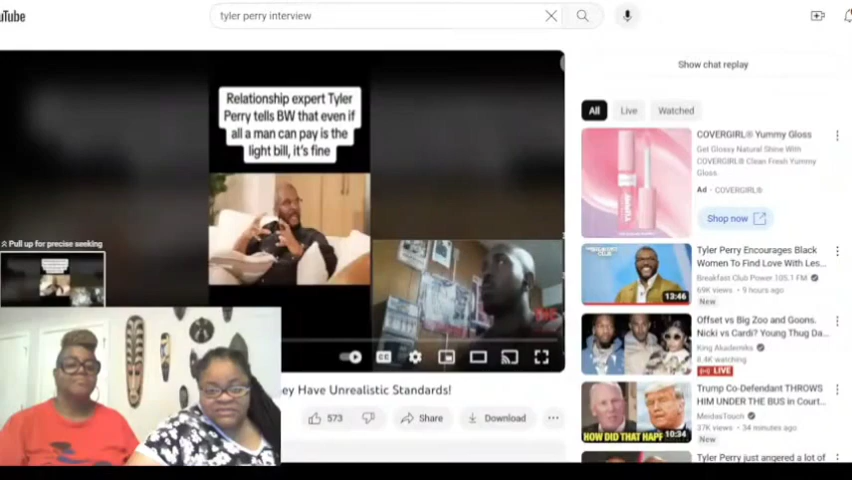 uTube
tyler perry interview
Show chat replay
Relationship expert Tyler
Perry tells BW that even if
all a man can pay is the
light bill, it's fine
All
Live
Watched
COVERGIRL® Yummy Gloss
Get Glossy Natural Shine With
COVERGIRL® Clean Fresh Yummy
Gloss.
Ad - COVERGIRL®
Shop now
YUMMY
Pull up for precise seeking
Tyler Perry Encourages Black
Women To Find Love With Les...
Breakfast Club Power 105.1 FM
69K views • 9 hours ago
New
13:46
Offset vs Big Zoo and Goons.
Nicki vs Cardi? Young Thug Da...
King Akademiks
8.4K watching
LIVE
CC
ey Have Unrealistic Standards!
573
Share
Download
Trump Co-Defendant THROWS
HIM UNDER THE BUS in Court...
MeidasTouch
37K views • 34 minutes ago
New
HOW DID THAT HAP
10:34
Tyler Perry just angered a lot of